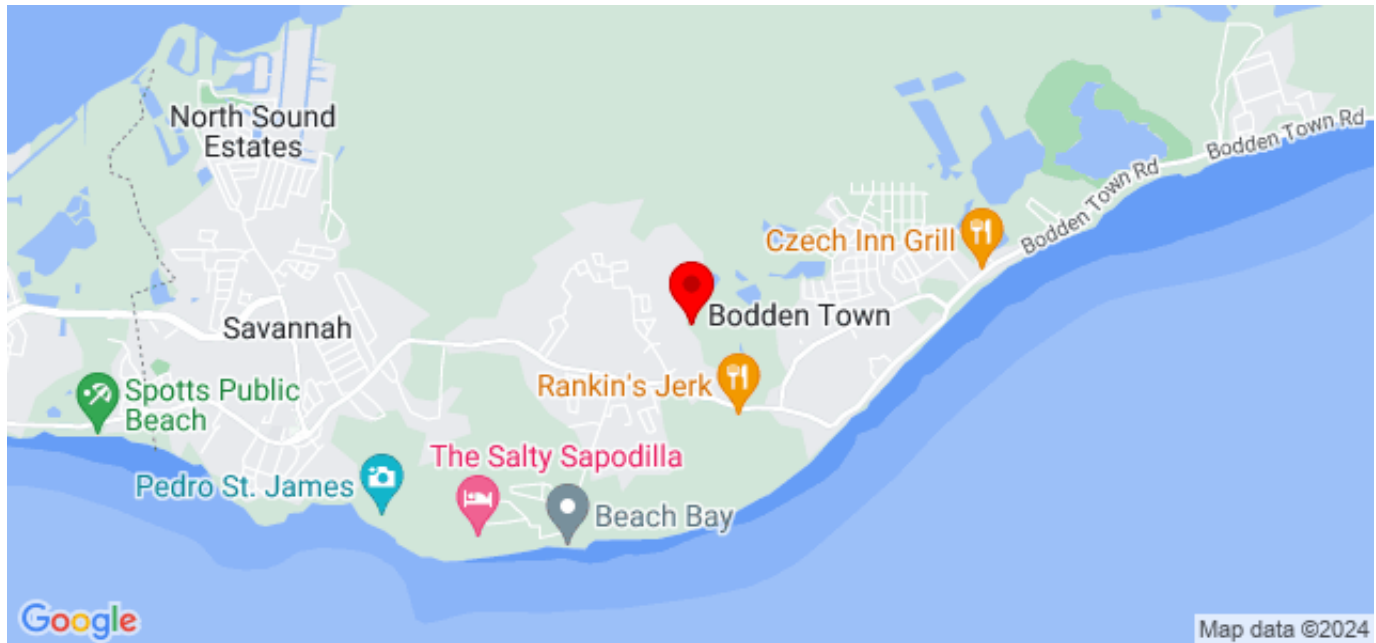 North Sound
Estates
Bodden Town Rd
Bodden Town Rd
Czech Inn Grill
Bodden Town
Savannah
Rankin's Jerk
Spotts Public
Beach
The Salty Sapodilla
Pedro St. James
Beach Bay
Google
Map data ©2024